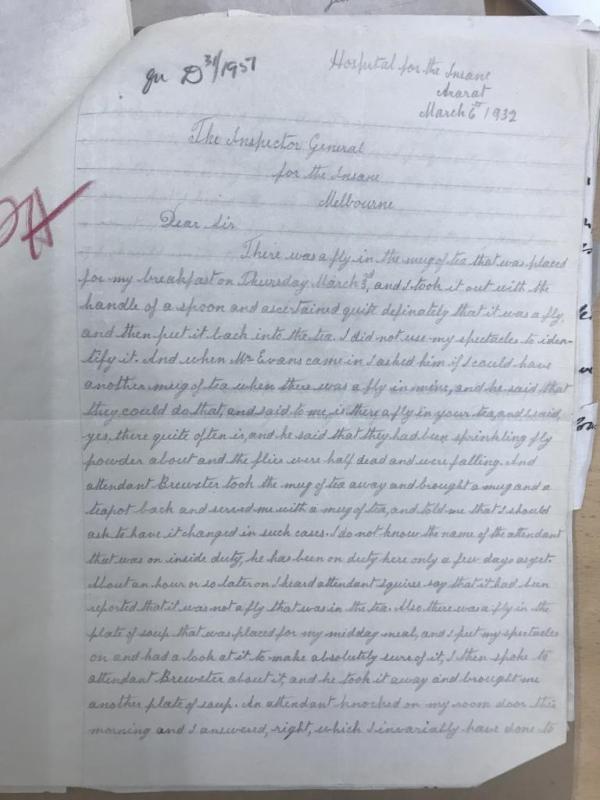 Jn D 31/1957
Hospital for the Insane
Ararat
March 6th 1932
The Inspector General
for the Insane
Melbourne
Dear Sir
There was a fly in the mug of tea that was placed
for my breakfast on Thursday March 3rd, and I took it out with the
handle of a spoon and ascertained quite definately that it was a fly,
and then put it back into the tea. I did not use my spectacles to iden-
tify it. And when Mr Evans came in I asked him if I could have
another mug of tea when there was a fly in mine, and he said that
they could do that, and said to me, is there a fly in your tea, and I said,
yes, there quite often is, and he said that they had been sprinkling fly
powder about and the flies were half dead and were falling. And
attendant Brewster took the mug of tea away and brought a mug and a
teapot back and served me with a mug of tea, and told me that I should
ask to have it changed in such cases. I do not know the name of the attendant
that was on inside duty, he has been on duty here only a few days as yet.
About an hour or so later on I heard attendant Squire say that it had been
reported that it was not a fly that was in the tea. Also there was a fly in the
plate of soup that was placed for my midday meal, and I put my spectacles
on and had a look at it to make absolutely sure of it, I then spoke to
attendant Brewster about it, and he took it away and brought me
another plate of soup. An attendant knocked on my room door this
morning and I answered, right, which I invariably have done to